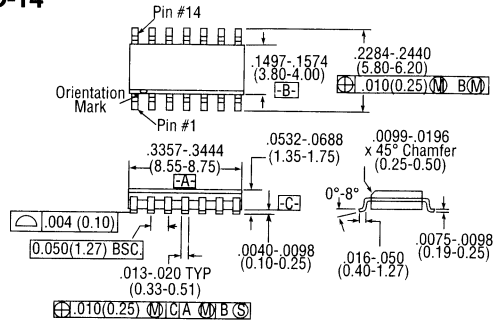 -14
Pin #14
.1497-.1574
(3.80-4.00)
-B-
.2284-.2440
(5.80-6.20)
⌖ .010(0.25) Ⓜ B Ⓜ
Orientation
Mark
Pin #1
.3357-.3444
(8.55-8.75)
-A-
.0532-.0688
(1.35-1.75)
.0099-.0196
x 45° Chamfer
(0.25-0.50)
-C-
0°-8°
⌓ .004 (0.10)
0.050(1.27) BSC.
.0040-.0098
(0.10-0.25)
.016-.050
(0.40-1.27)
.0075-.0098
(0.19-0.25)
.013-.020 TYP
(0.33-0.51)
⌖ .010(0.25) Ⓜ C A Ⓜ B Ⓢ